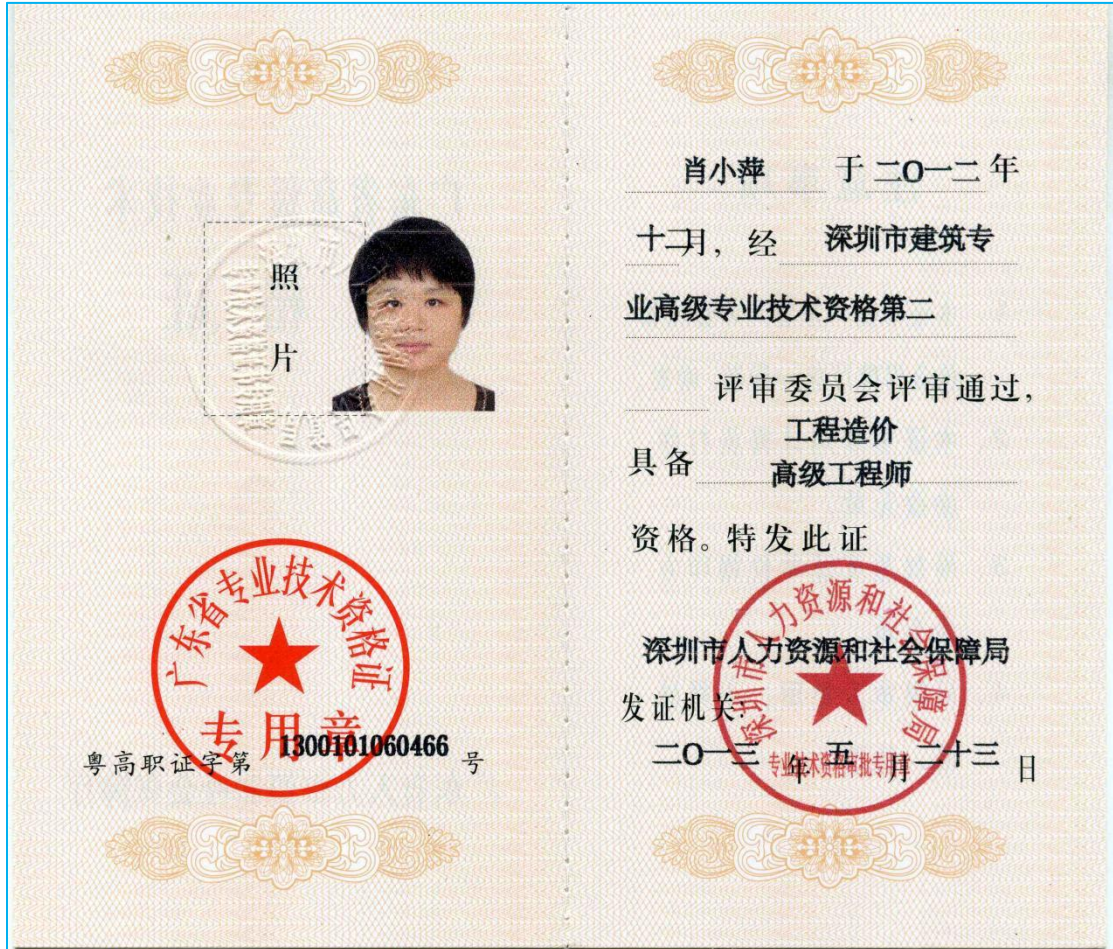 照
片
广东省专业技术资格证
专用章
粤高职证字第 1300101060466 号
肖小萍 于 二O一二 年
十二月, 经 深圳市建筑专
业高级专业技术资格第二
评审委员会评审通过,
工程造价
具备 高级工程师
资格。特发此证
深圳市人力资源和社会保障局
深圳市人力资源和社会保障局
发证机关:
二O一三 年 五 月 二十三 日
专业技术资格审批专用章